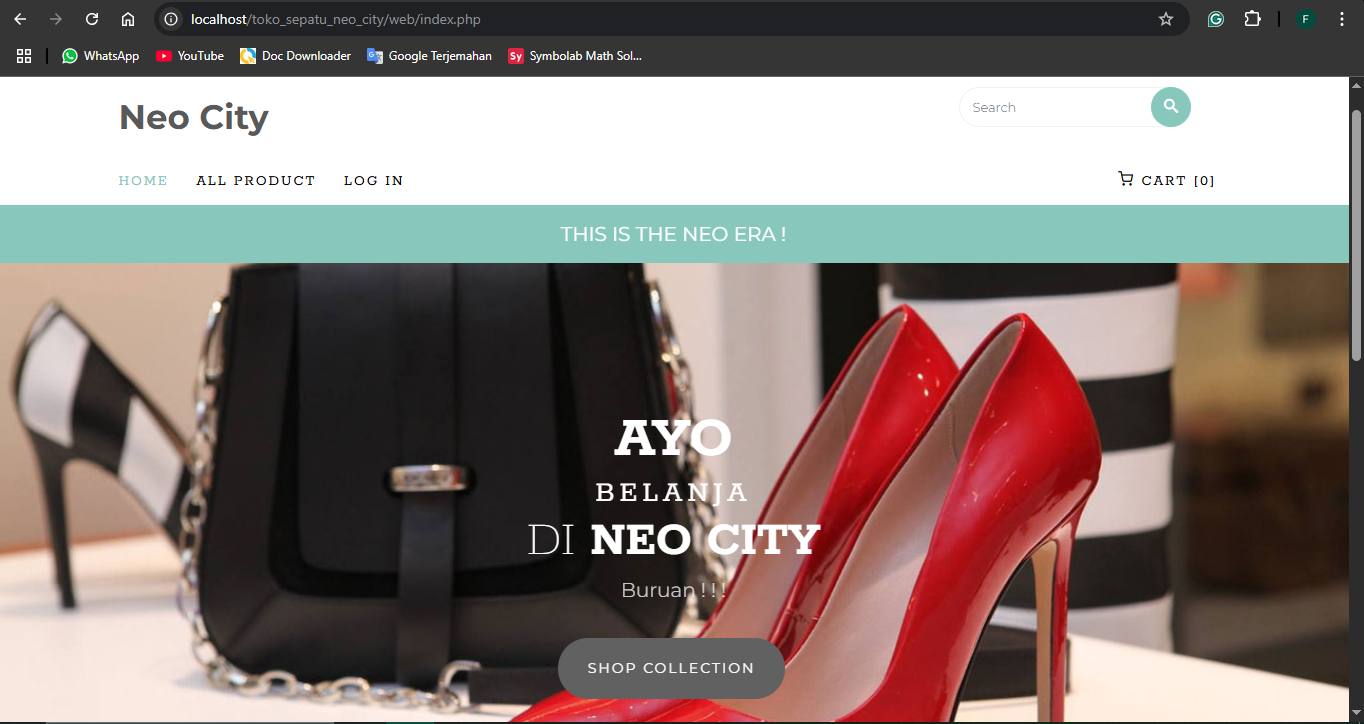 localhost/toko_sepatu_neo_city/web/index.php
F
WhatsApp
YouTube
Doc Downloader
Google Terjemahan
Sy
Symbolab Math Sol...
Neo City
Search
HOME
ALL PRODUCT
LOG IN
CART [0]
THIS IS THE NEO ERA !
AYO
BELANJA
DI NEO CITY
Buruan ! ! !
SHOP COLLECTION